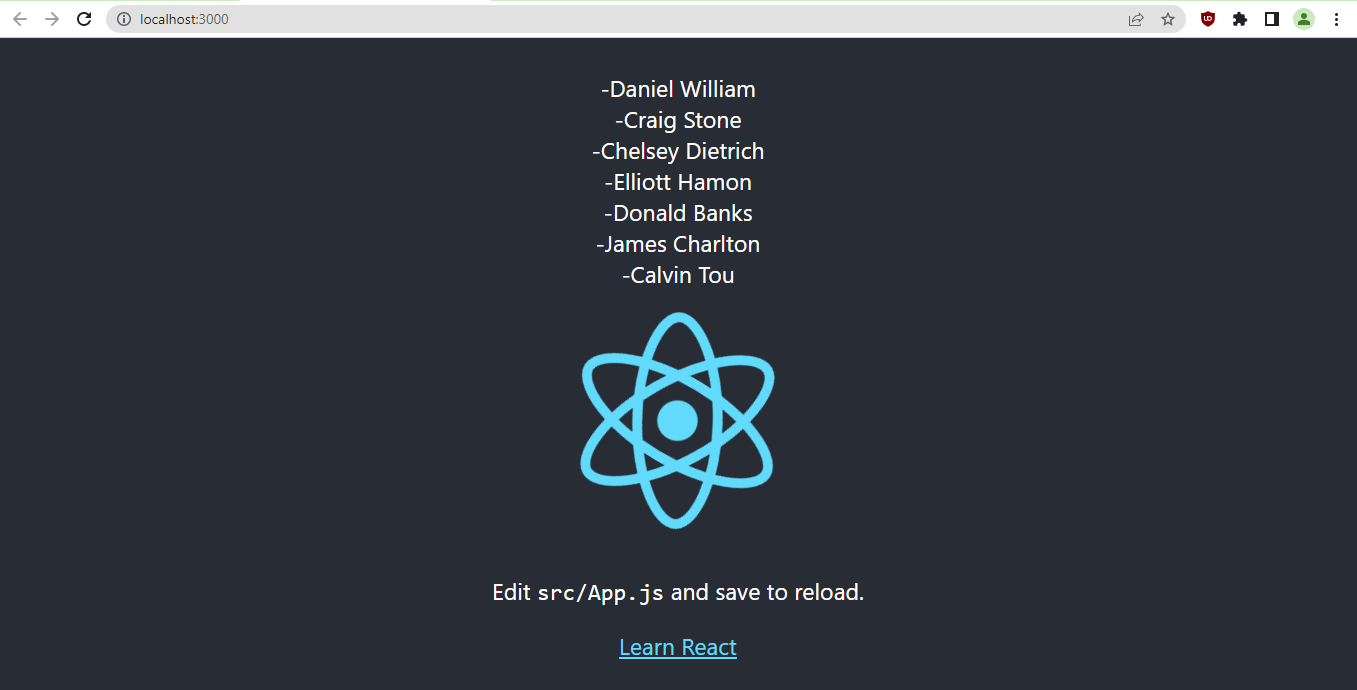 localhost:3000
-Daniel William
-Craig Stone
-Chelsey Dietrich
-Elliott Hamon
-Donald Banks
-James Charlton
-Calvin Tou
Edit src/App.js and save to reload.
Learn React